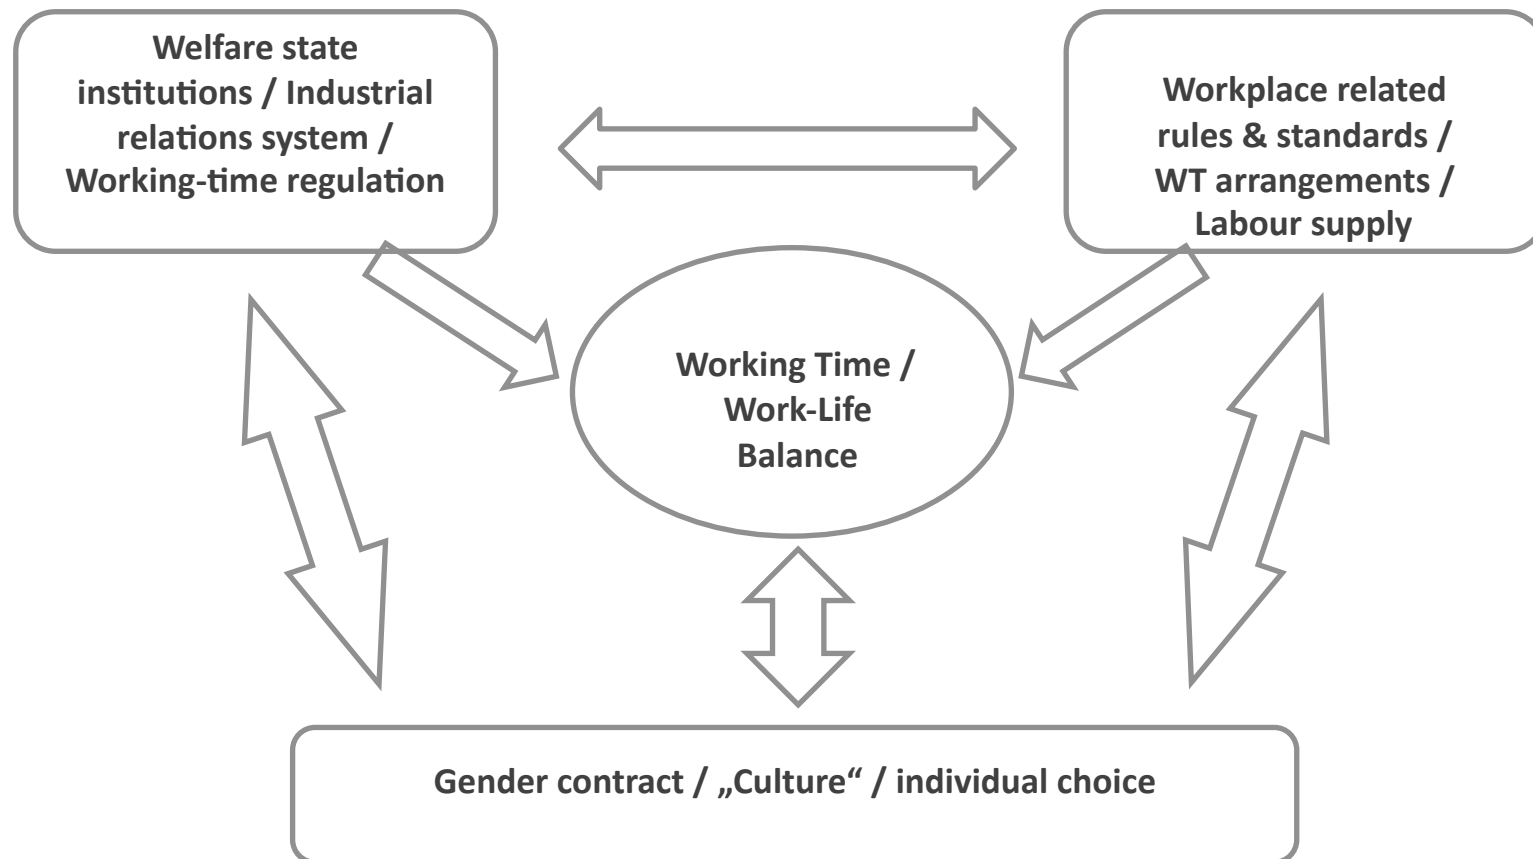 Welfare state
institutions / Industrial
relations system /
Working-time regulation
Workplace related
rules & standards /
WT arrangements /
Labour supply
Working Time /
Work-Life
Balance
Gender contract / „Culture“ / individual choice